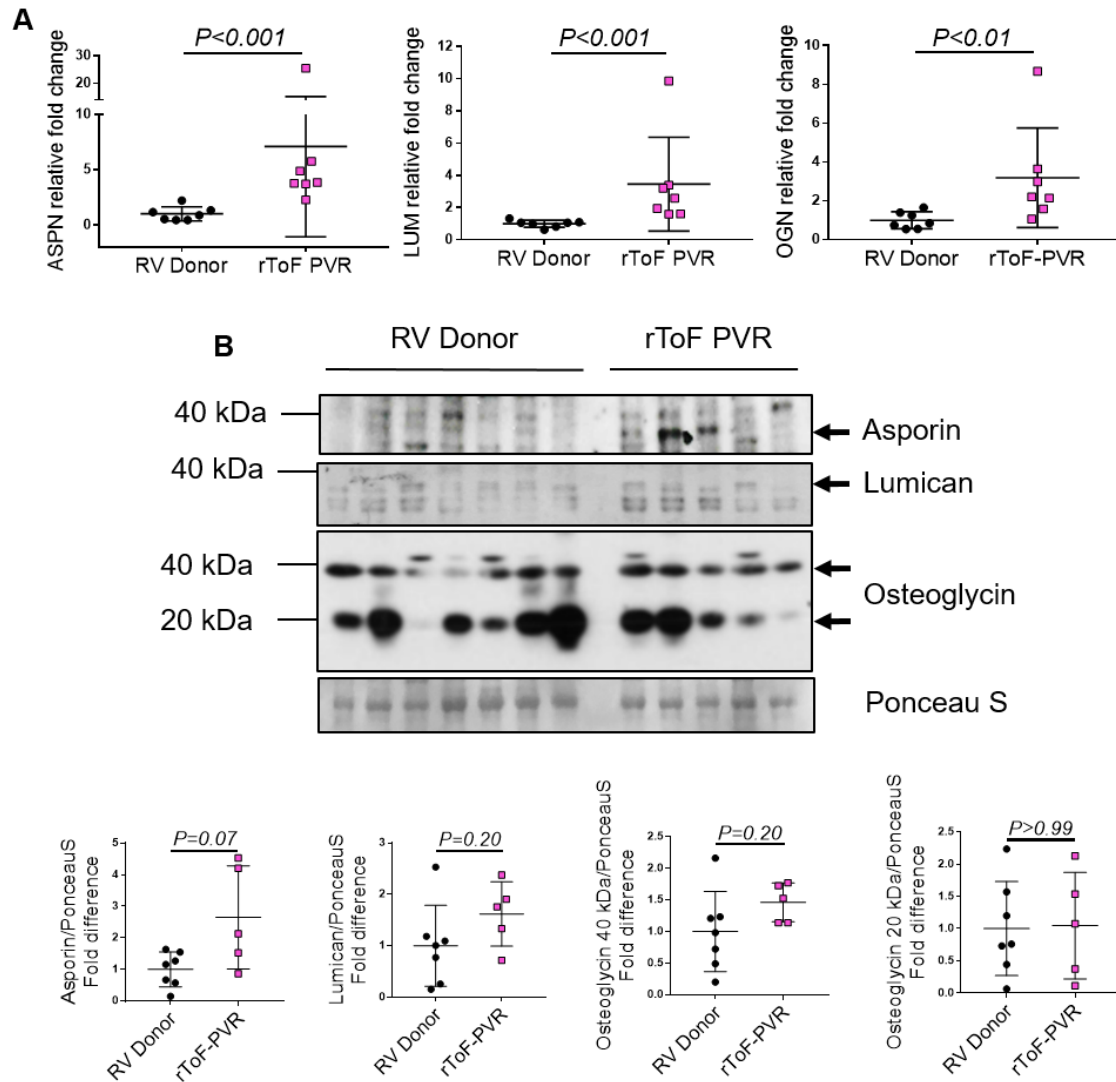 A
P<0.001
ASPN relative fold change
30
20
10
5
0
RV Donor
rToF PVR
P<0.001
LUM relative fold change
12
10
8
6
4
2
0
RV Donor
rToF PVR
P<0.01
OGN relative fold change
10
8
6
4
2
0
RV Donor
rToF-PVR
B
RV Donor
rToF PVR
40 kDa
Asporin
40 kDa
Lumican
40 kDa
Osteoglycin
20 kDa
Ponceau S
P=0.07
Asporin/PonceauS
Fold difference
5
4
3
2
1
0
RV Donor
rToF-PVR
P=0.20
Lumican/PonceauS
Fold difference
3
2
1
0
RV Donor
rToF-PVR
P=0.20
Osteoglycin 40 kDa/PonceauS
Fold difference
2.5
2.0
1.5
1.0
0.5
0.0
RV Donor
rToF-PVR
P>0.99
Osteoglycin 20 kDa/PonceauS
Fold difference
2.5
2.0
1.5
1.0
0.5
0.0
RV Donor
rToF-PVR